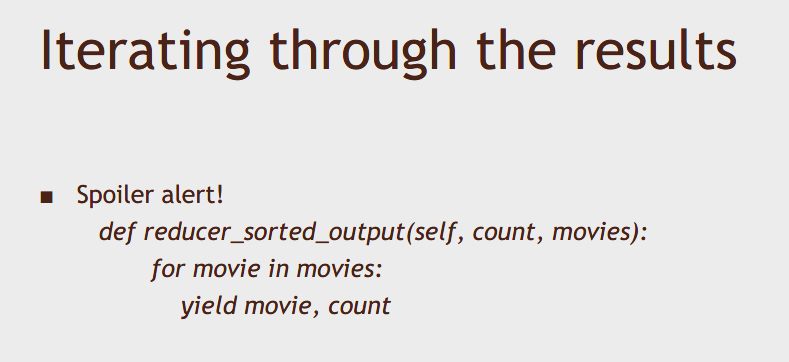 Iterating through the results
▪ Spoiler alert!
def reducer_sorted_output(self, count, movies):
for movie in movies:
yield movie, count